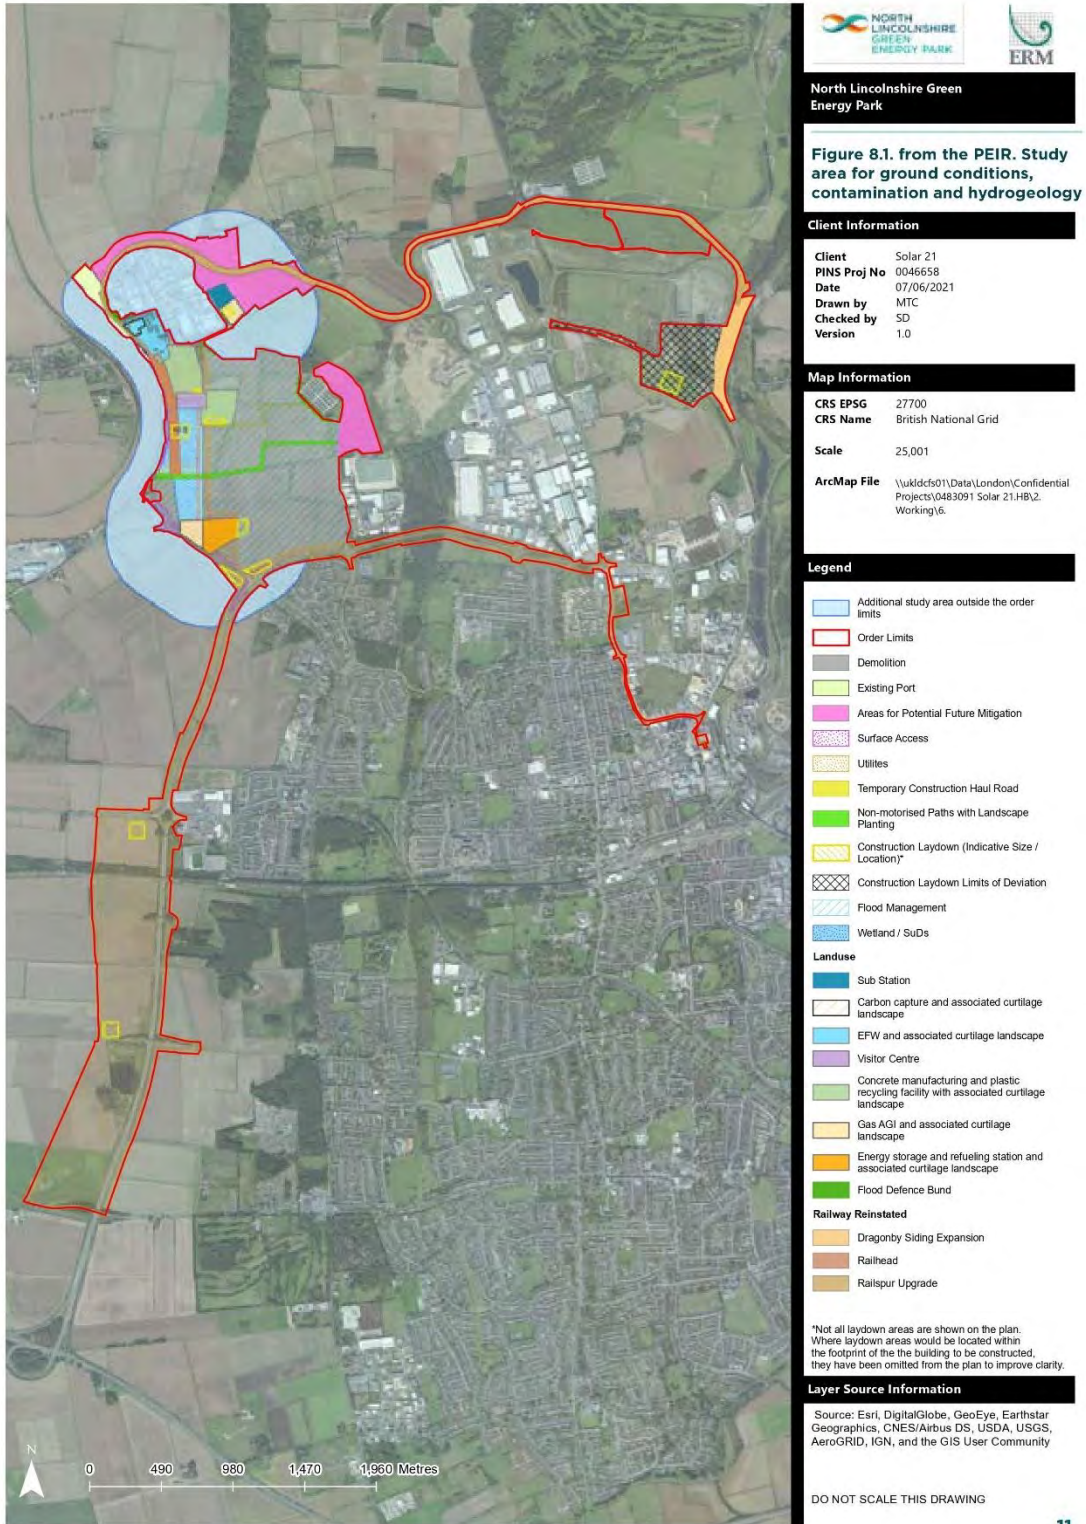 NORTH
LINCOLNSHIRE
GREEN
ENERGY PARK
ERM
North Lincolnshire Green
Energy Park
Figure 8.1. from the PEIR. Study
area for ground conditions,
contamination and hydrogeology
Client Information
Client Solar 21
PINS Proj No 0046658
Date 07/06/2021
Drawn by MTC
Checked by SD
Version 1.0
Map Information
CRS EPSG 27700
CRS Name British National Grid
Scale 25,001
ArcMap File \\ukldcfs01\Data\London\Confidential
Projects\0483091 Solar 21.HB\2.
Working\6.
Legend
Additional study area outside the order
limits
Order Limits
Demolition
Existing Port
Areas for Potential Future Mitigation
Surface Access
Utilites
Temporary Construction Haul Road
Non-motorised Paths with Landscape
Planting
Construction Laydown (Indicative Size /
Location)*
Construction Laydown Limits of Deviation
Flood Management
Wetland / SuDs
Landuse
Sub Station
Carbon capture and associated curtilage
landscape
EFW and associated curtilage landscape
Visitor Centre
Concrete manufacturing and plastic
recycling facility with associated curtilage
landscape
Gas AGI and associated curtilage
landscape
Energy storage and refueling station and
associated curtilage landscape
Flood Defence Bund
Railway Reinstated
Dragonby Siding Expansion
Railhead
Railspur Upgrade
*Not all laydown areas are shown on the plan.
Where laydown areas would be located within
the footprint of the the building to be constructed,
they have been omitted from the plan to improve clarity.
Layer Source Information
Source: Esri, DigitalGlobe, GeoEye, Earthstar
Geographics, CNES/Airbus DS, USDA, USGS,
AeroGRID, IGN, and the GIS User Community
DO NOT SCALE THIS DRAWING
N
0 490 980 1,470 1,960 Metres
11